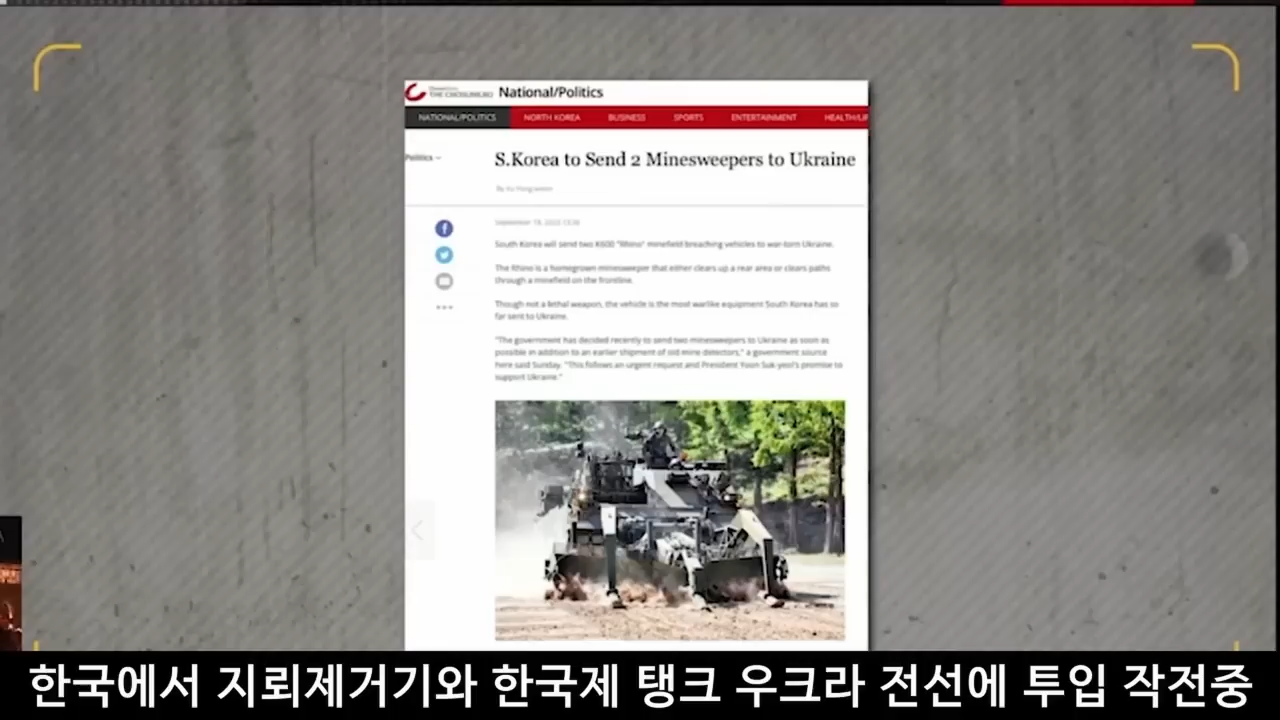 THE CHOSUNILBO National/Politics
NATIONAL/POLITICS NORTH KOREA BUSINESS SPORTS ENTERTAINMENT
Politics
S.Korea to Send 2 Minesweepers to Ukraine
South Korea will send two K600 "Rhino" minefield breaching vehicles to war-torn Ukraine.
The Rhino is a homegrown minesweeper that either clears up a rear area or clears paths
through a minefield on the frontline.
Though not a lethal weapon, the vehicle is the most warlike equipment South Korea has so
far sent to Ukraine.
"The government has decided recently to send two minesweepers to Ukraine as soon as
possible in addition to an earlier shipment of old mine detectors," a government source
here said Sunday. "This follows an urgent request and President Yoon Suk-yeol's promise to
support Ukraine."
한국에서 지뢰제거기와 한국제 탱크 우크라 전선에 투입 작전중